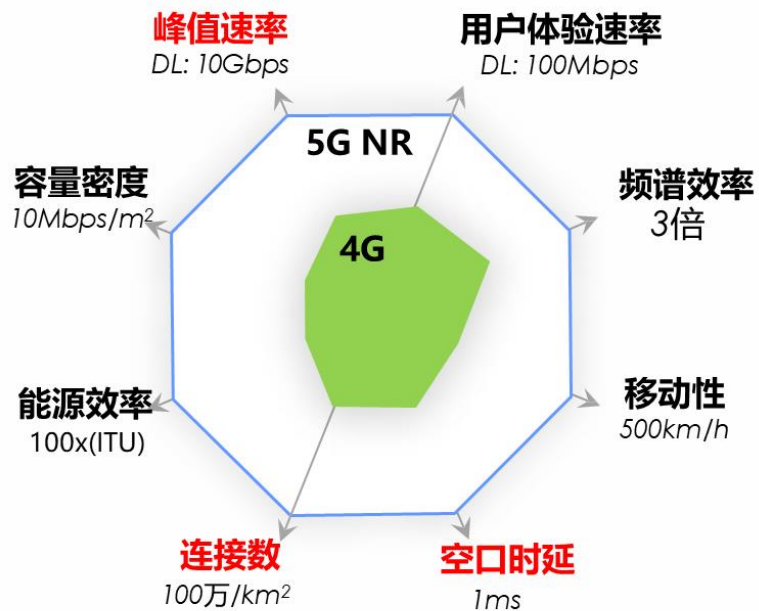 峰值速率
DL: 10Gbps
用户体验速率
DL: 100Mbps
5G NR
容量密度
10Mbps/m²
频谱效率
3倍
4G
能源效率
100x(ITU)
移动性
500km/h
连接数
100万/km²
空口时延
1ms